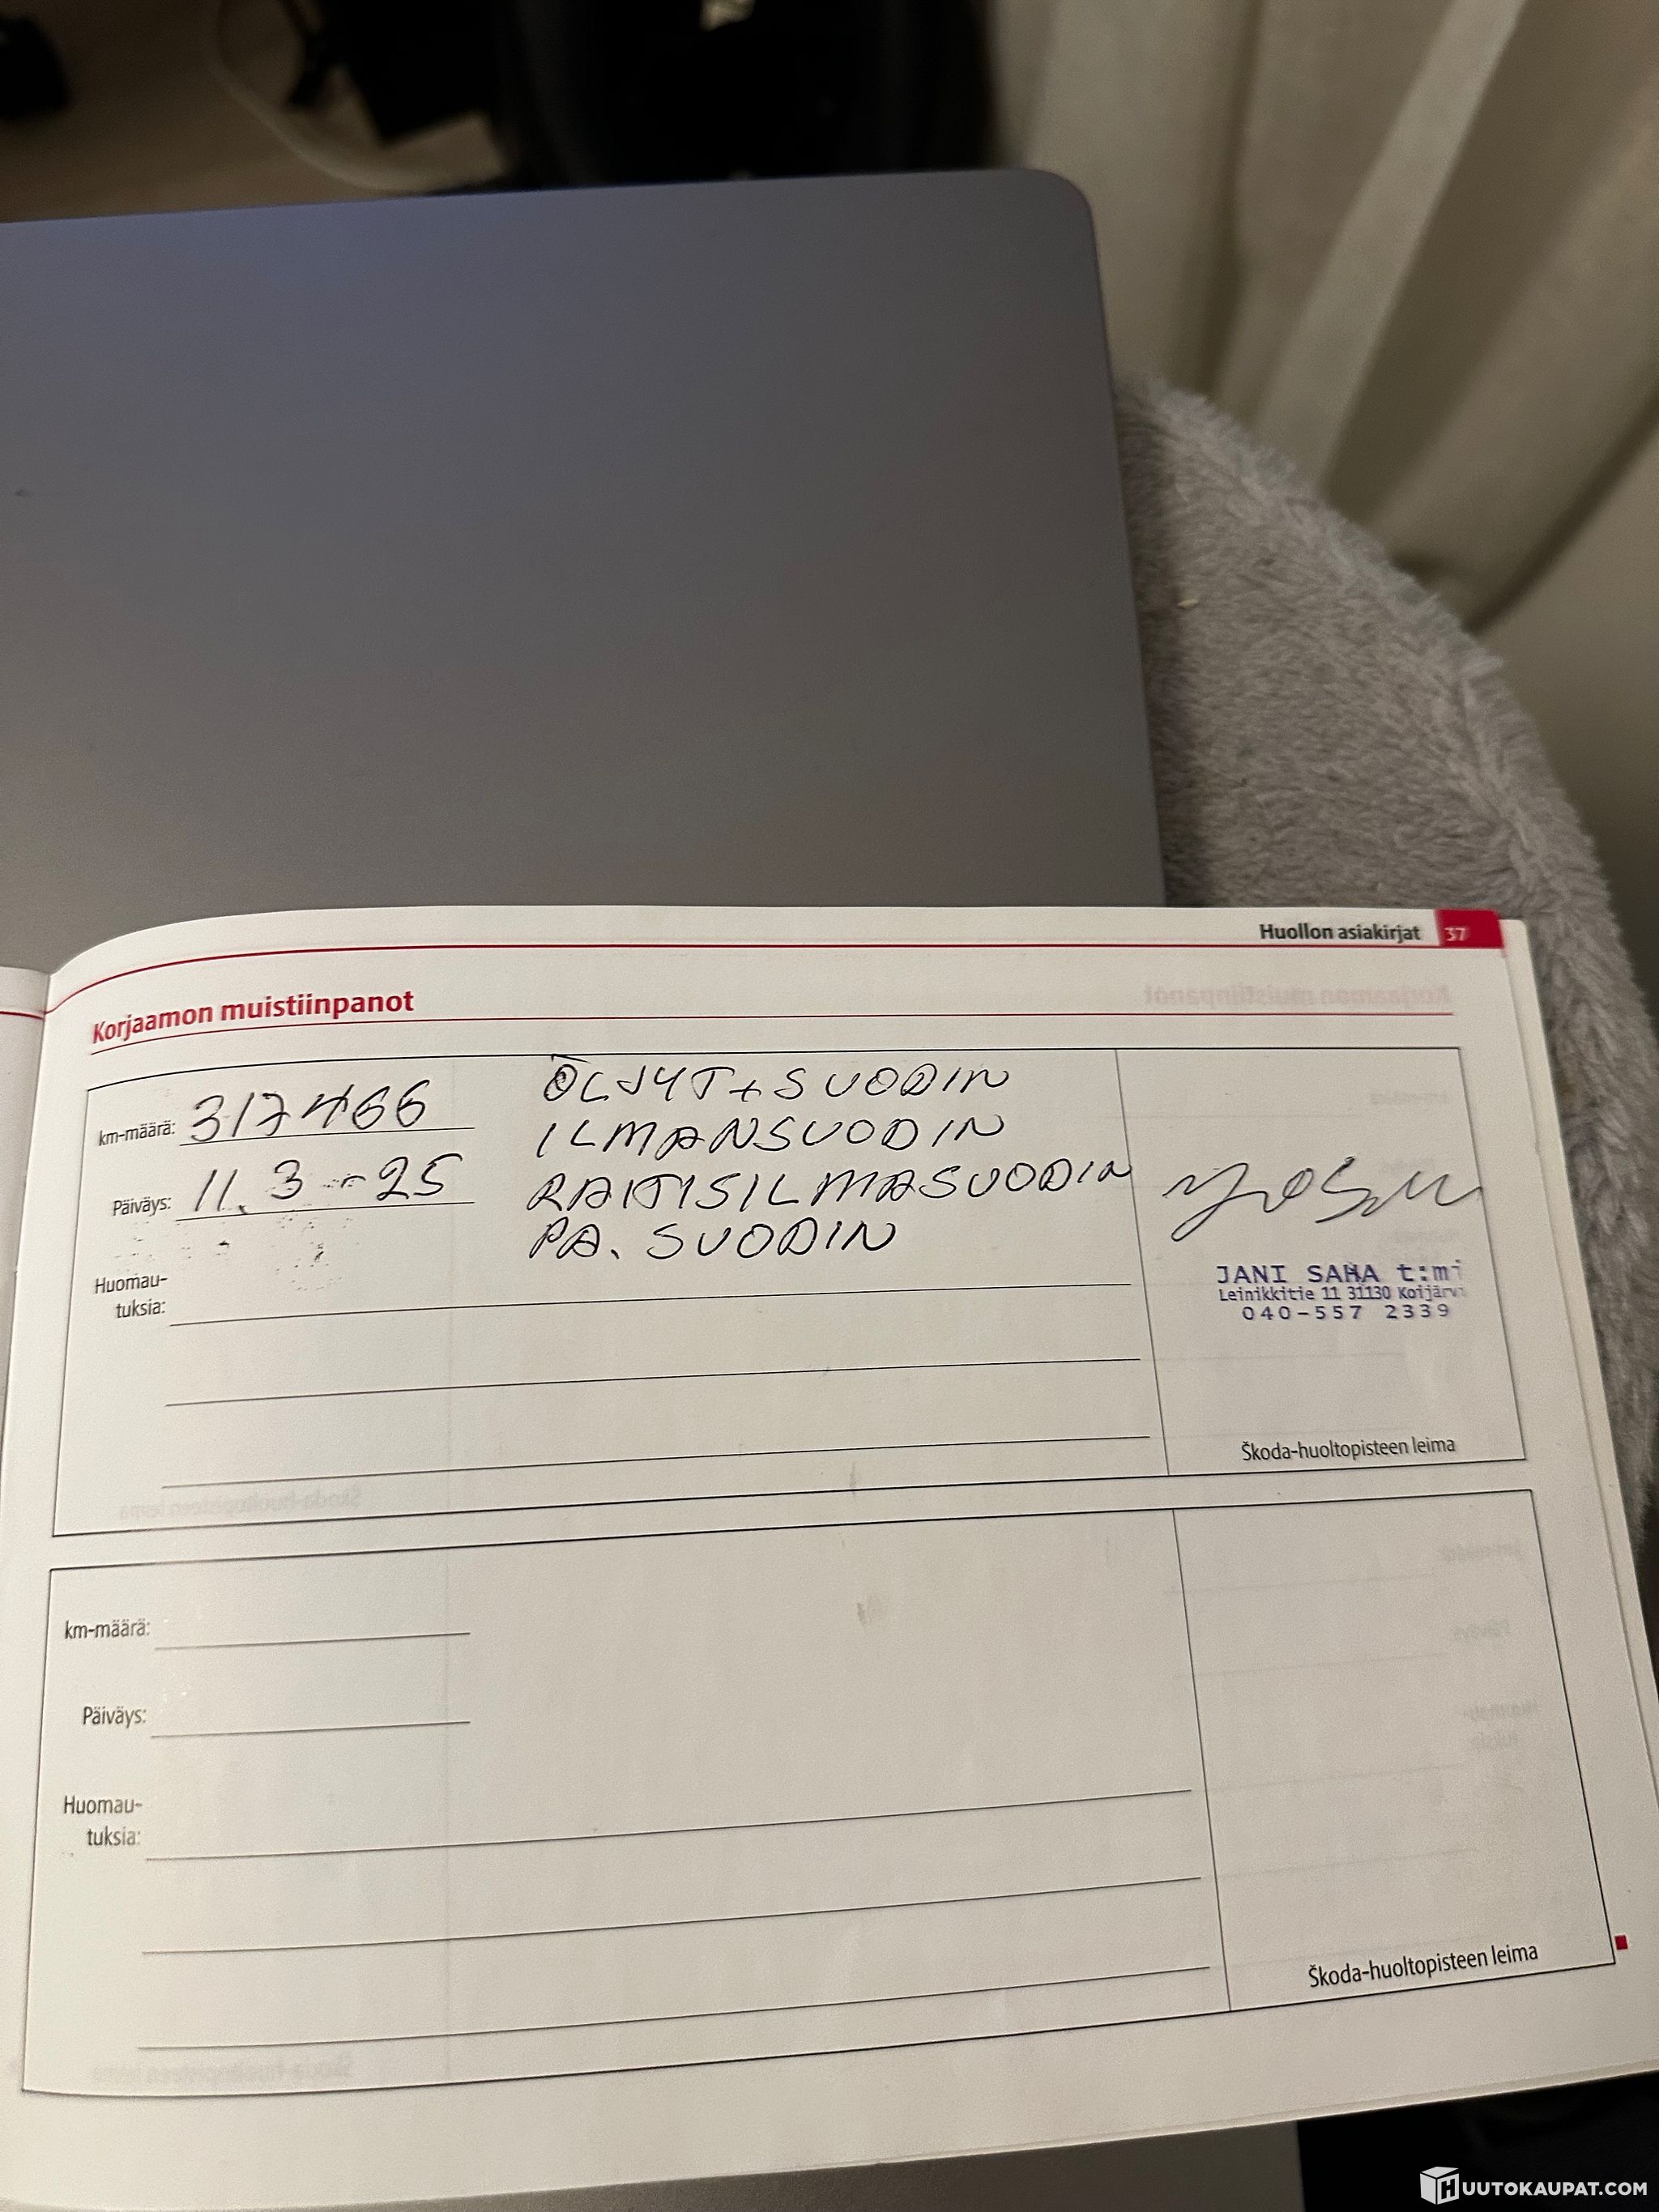 Huollon asiakirjat 37
Korjaamon muistiinpanot
km-määrä: 317466
Päiväys: 11.3 -25
ÖLJYT + SUODIN
ILMANSUODIN
RAITISILMASUODIN
PA. SUODIN
Huomau-
tuksia:
JANI SAHA t:mi
Leinikkitie 11 31130 Koijärvi
040-557 2339
Škoda-huoltopisteen leima
km-määrä:
Päiväys:
Huomau-
tuksia:
Škoda-huoltopisteen leima
HUUTOKAUPAT.COM